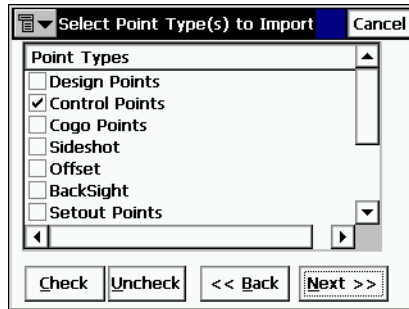 Select Point Type(s) to Import Cancel
Point Types
Design Points
Control Points
Cogo Points
Sideshot
Offset
BackSight
Setout Points
Check Uncheck << Back Next >>